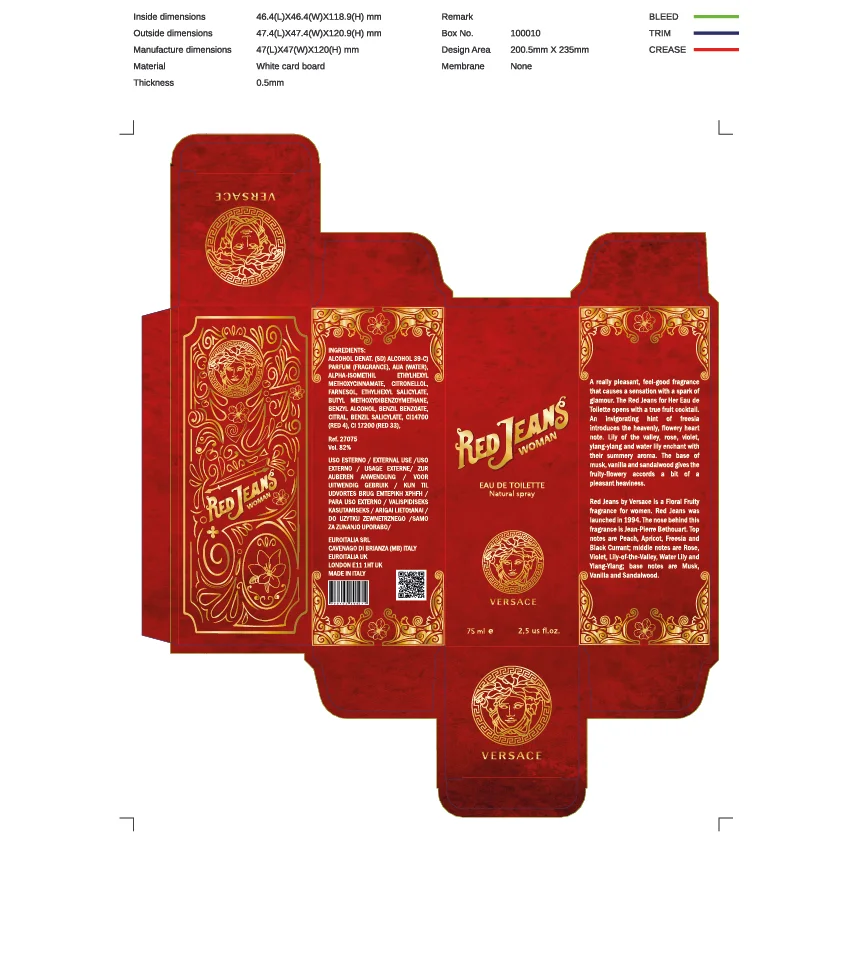 Inside dimensions 46.4(L)X46.4(W)X118.9(H) mm
Outside dimensions 47.4(L)X47.4(W)X120.9(H) mm
Manufacture dimensions 47(L)X47(W)X120(H) mm
Material White card board
Thickness 0.5mm
Remark
Box No. 100010
Design Area 200.5mm X 235mm
Membrane None
BLEED
TRIM
CREASE
VERSACE
RED JEANS
WOMAN
INGREDIENTS:
ALCOHOL DENAT. (SD) ALCOHOL 39-C)
PARFUM (FRAGRANCE), AUA (WATER),
ALPHA-ISOMETHIL ETHYLHEXYL
METHOXYCINNAMATE, CITRONELLOL,
FARNESOL, ETHYLHEXYL SALICYLATE,
BUTYL METHOXYDIBENZOYMETHANE,
BENZYL ALCOHOL, BENZIL BENZOATE,
CITRAL, BENZIL SALICYLATE, CI14700
(RED 4), CI 17200 (RED 33),
Ref. 27075
Vol. 82%
USO ESTERNO / EXTERNAL USE /USO
EXTERNO / USAGE EXTERNE/ ZUR
AUBEREN ANWENDUNG / VOOR
UITWENDIG GEBRUIK / KUN TIL
UDVORTES BRUG EMTEPIKH XPHFH /
PARA USO EXTERNO / VALISPIDISEKS
KASUTAMISEKS / ARIGAI LIETOšANAI /
DO UZYTKU ZEWNETRZNEGO /SAMO
ZA ZUNANJO UPORABO/
EUROITALIA SRL
CAVENAGO DI BRIANZA (MB) ITALY
EUROITALIA UK
LONDON E11 1HT UK
MADE IN ITALY
RED JEANS
WOMAN
EAU DE TOILETTE
Natural spray
VERSACE
75 ml e 2,5 us fl.oz.
A really pleasant, feel-good fragrance
that causes a sensation with a spark of
glamour. The Red Jeans for Her Eau de
Toilette opens with a true fruit cocktail.
An invigorating hint of freesia
introduces the heavenly, flowery heart
note. Lily of the valley, rose, violet,
ylang-ylang and water lily enchant with
their summery aroma. The base of
musk, vanilla and sandalwood gives the
fruity-flowery accords a bit of a
pleasant heaviness.
Red Jeans by Versace is a Floral Fruity
fragrance for women. Red Jeans was
launched in 1994. The nose behind this
fragrance is Jean-Pierre Bethouart. Top
notes are Peach, Apricot, Freesia and
Black Currant; middle notes are Rose,
Violet, Lily-of-the-Valley, Water Lily and
Ylang-Ylang; base notes are Musk,
Vanilla and Sandalwood.
VERSACE